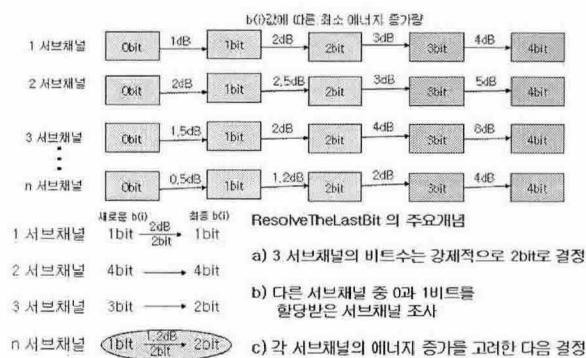 b(i)값에 따른 최소 에너지 증가량
1 서브채널 0bit 1dB 1bit 2dB 2bit 3dB 3bit 4dB 4bit
2 서브채널 0bit 2dB 1bit 2,5dB 2bit 3dB 3bit 5dB 4bit
3 서브채널 0bit 1,5dB 1bit 2dB 2bit 4dB 3bit 6dB 4bit
n 서브채널 0bit 0,5dB 1bit 1,2dB 2bit 2dB 3bit 4dB 4bit
새로운 b(i) 최종 b(i)
1 서브채널 1bit 2dB 2bit 1bit
2 서브채널 4bit 4bit
3 서브채널 3bit 2bit
n 서브채널 1bit 1,2dB 2bit 2bit
ResolveTheLastBit 의 주요개념
a) 3 서브채널의 비트수는 강제적으로 2bit로 결정
b) 다른 서브채널 중 0과 1비트를
할당받은 서브채널 조사
c) 각 서브채널의 에너지 증가를 고려한 다음 결정